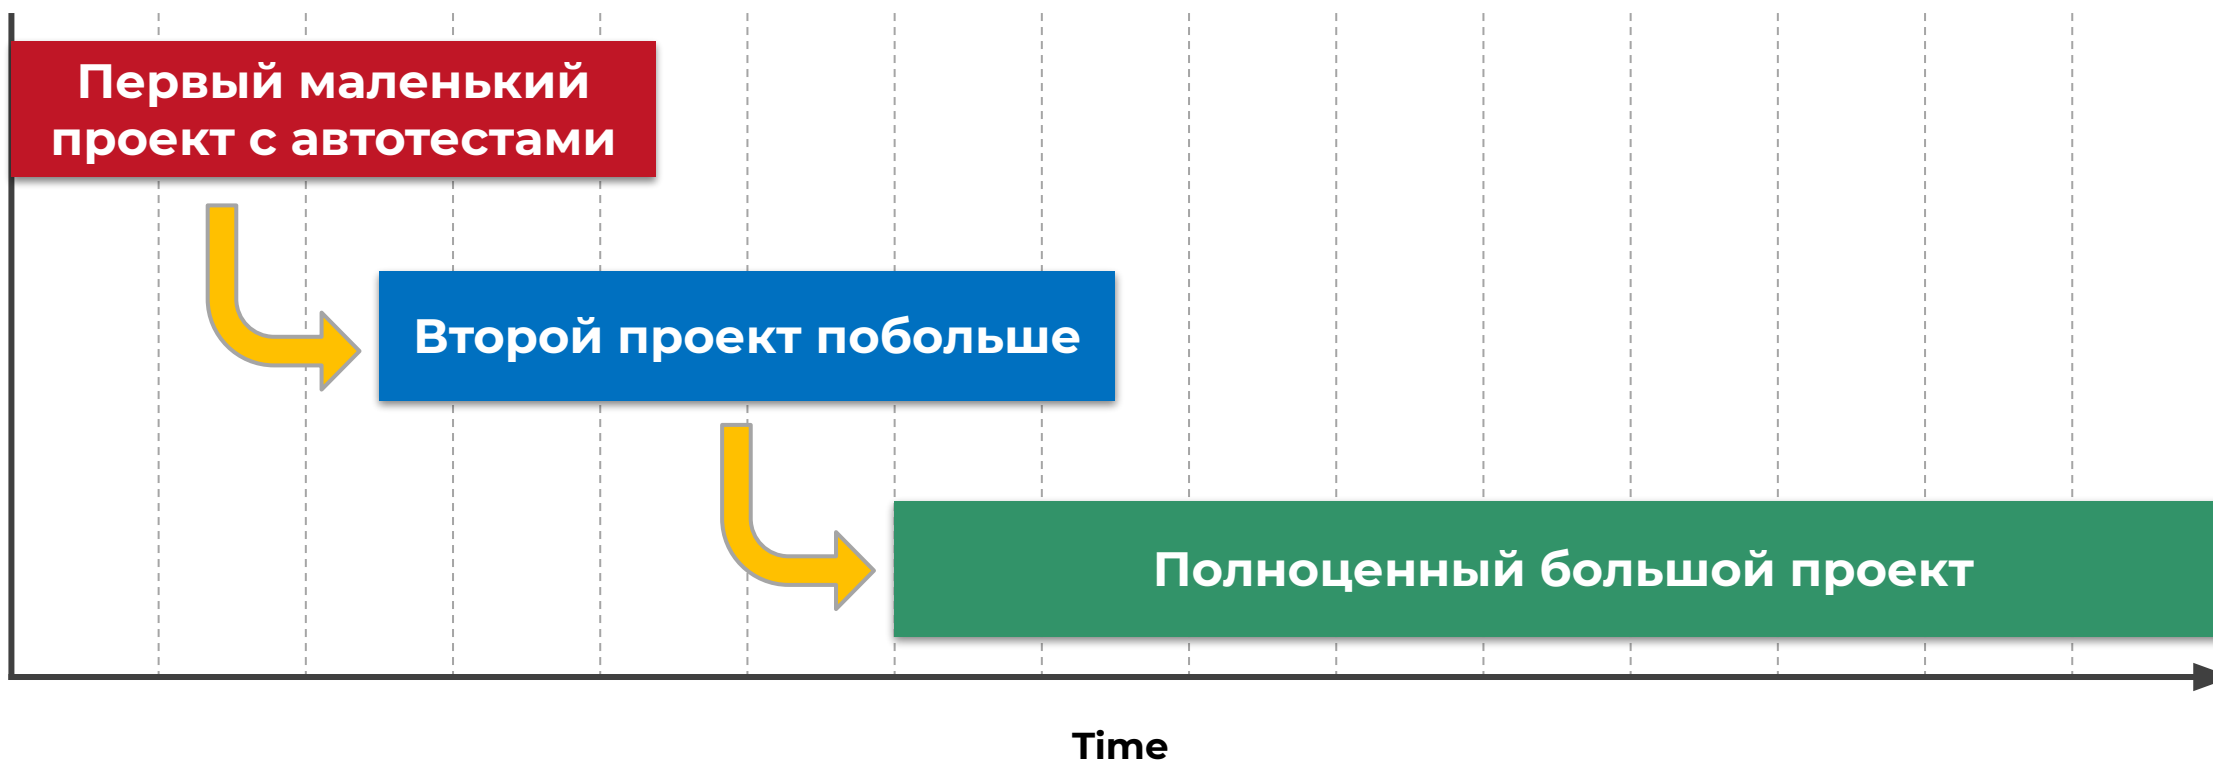 Первый маленький
проект с автотестами
Второй проект побольше
Полноценный большой проект
Time